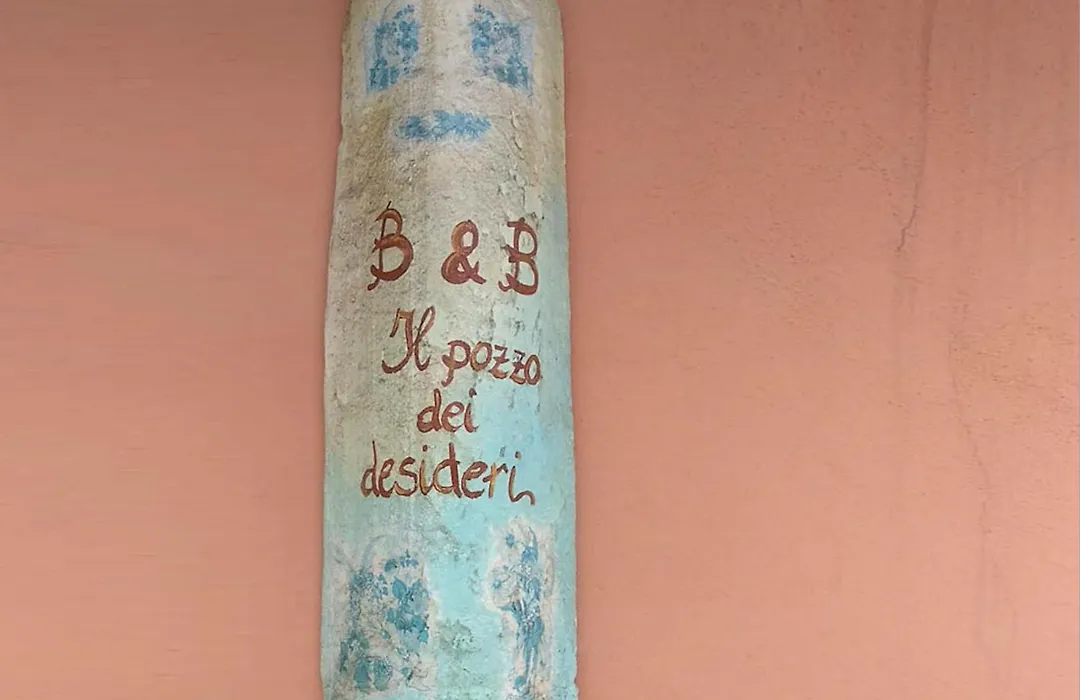 B & B
Il pozzo
dei
desideri